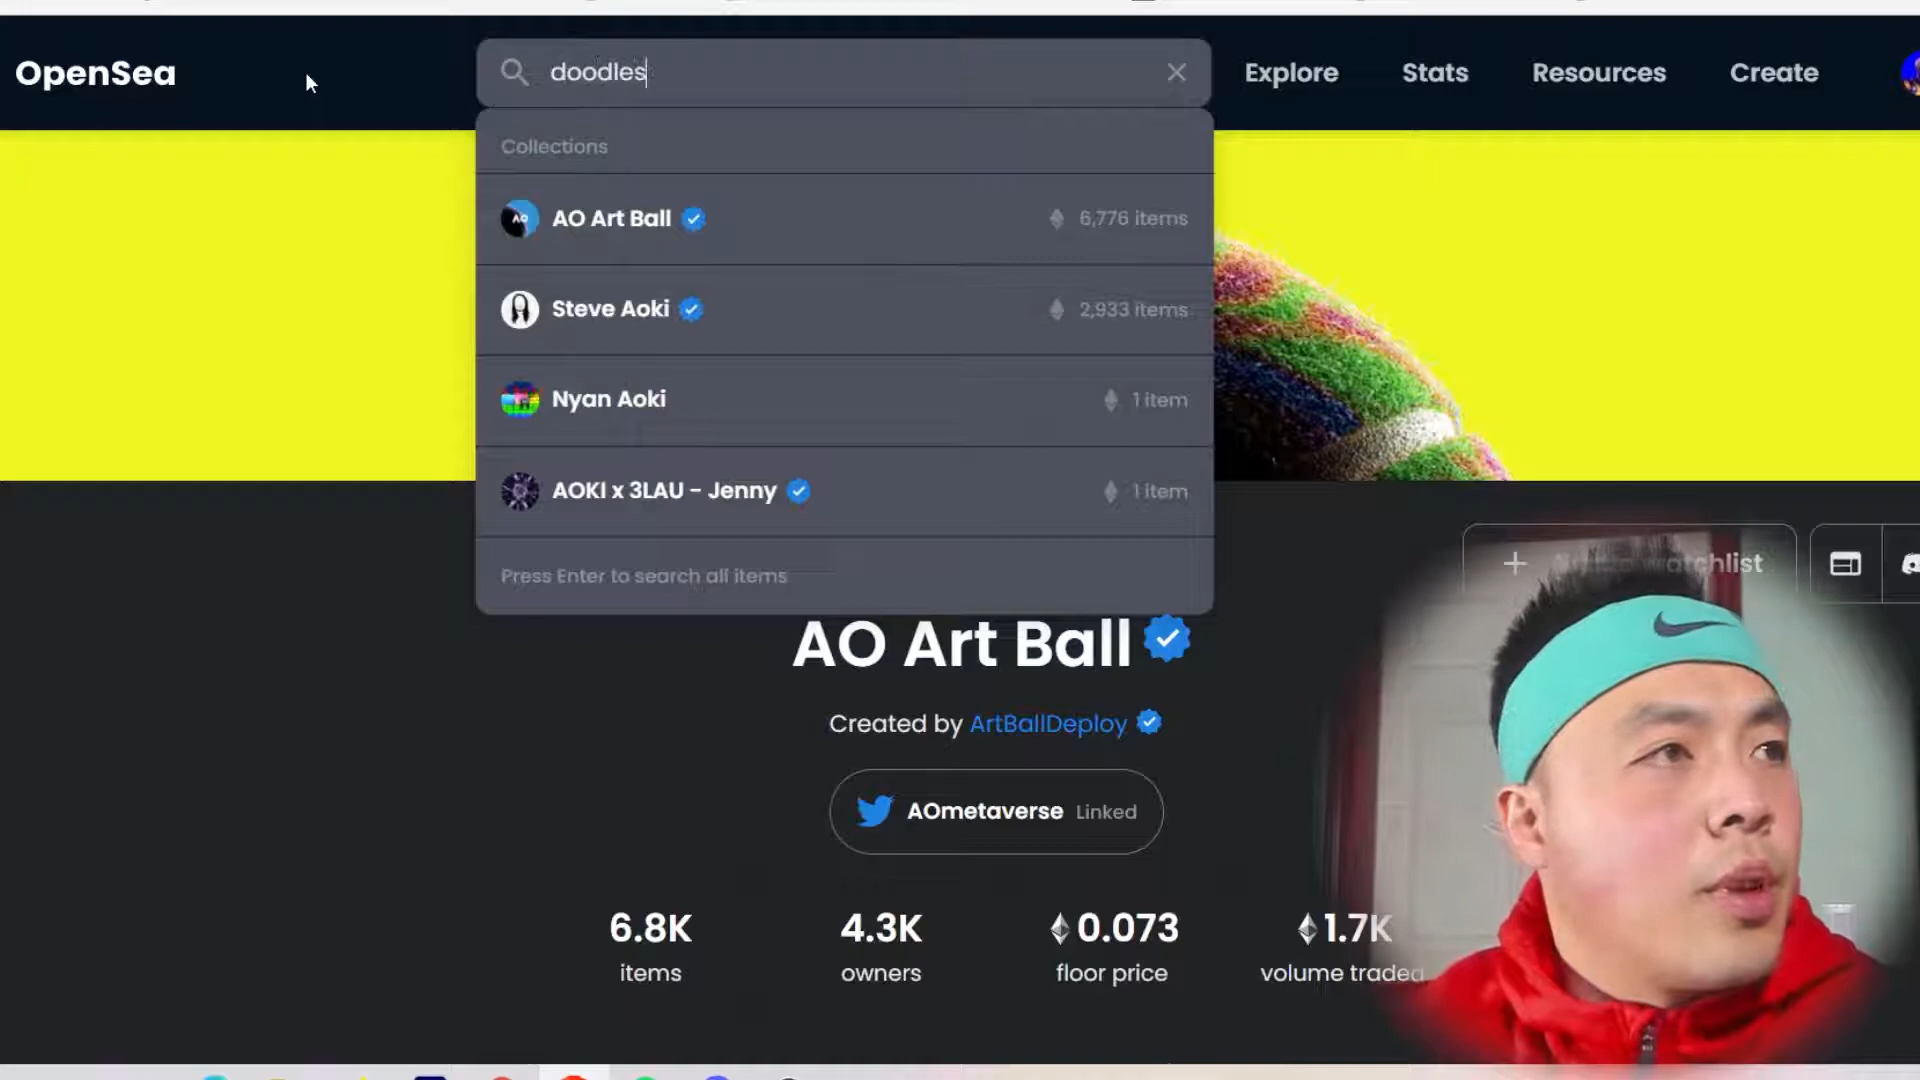 OpenSea
doodles
Explore
Stats
Resources
Create
Collections
AO Art Ball
6,776 items
Steve Aoki
2,933 items
Nyan Aoki
1 item
AOKI x 3LAU - Jenny
1 item
Press Enter to search all items
AO Art Ball
Created by ArtBallDeploy
AOmetaverse Linked
6.8K
items
4.3K
owners
0.073
floor price
1.7K
volume traded